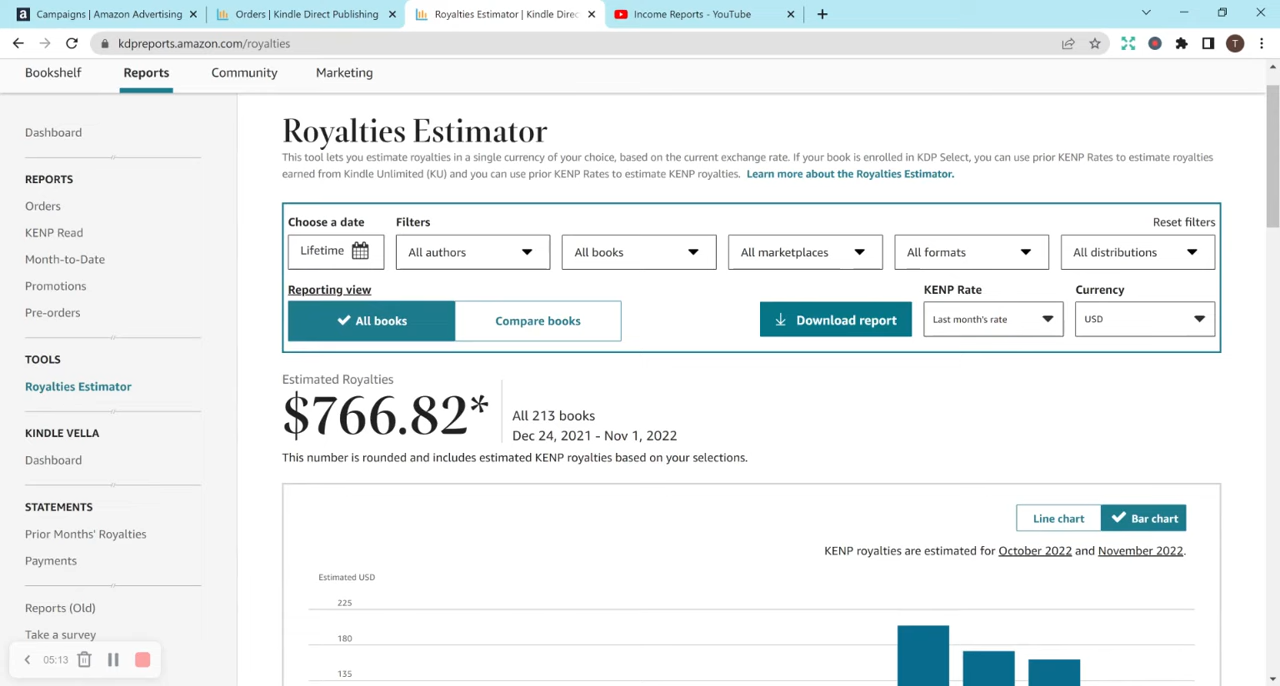 Campaigns | Amazon Advertising
Orders | Kindle Direct Publishing
Royalties Estimator | Kindle Direc
Income Reports - YouTube
kdpreports.amazon.com/royalties
T
Bookshelf
Reports
Community
Marketing
Dashboard
REPORTS
Orders
KENP Read
Month-to-Date
Promotions
Pre-orders
TOOLS
Royalties Estimator
KINDLE VELLA
Dashboard
STATEMENTS
Prior Months' Royalties
Payments
Reports (Old)
Take a survey
05:13
Royalties Estimator
This tool lets you estimate royalties in a single currency of your choice, based on the current exchange rate. If your book is enrolled in KDP Select, you can use prior KENP Rates to estimate royalties
earned from Kindle Unlimited (KU) and you can use prior KENP Rates to estimate KENP royalties. Learn more about the Royalties Estimator.
Choose a date
Filters
Reset filters
Lifetime
All authors
All books
All marketplaces
All formats
All distributions
Reporting view
KENP Rate
Currency
All books
Compare books
Download report
Last month's rate
USD
Estimated Royalties
$766.82*
All 213 books
Dec 24, 2021 - Nov 1, 2022
This number is rounded and includes estimated KENP royalties based on your selections.
Line chart
Bar chart
KENP royalties are estimated for October 2022 and November 2022.
Estimated USD
225
180
135